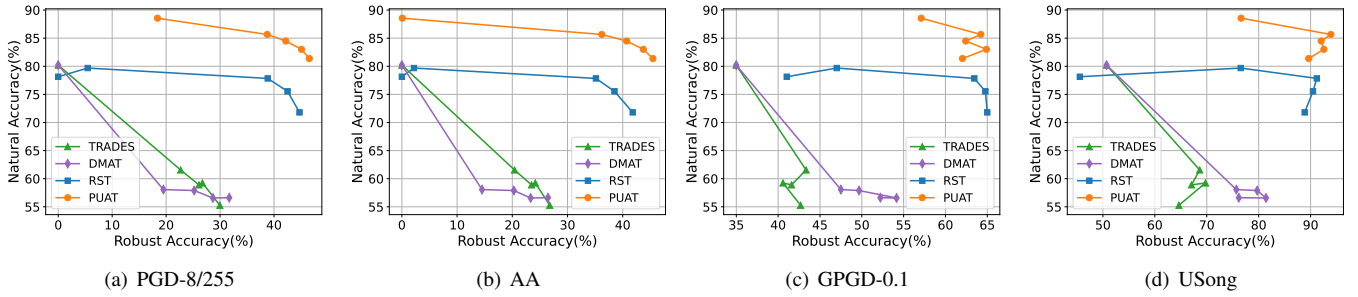 90
85
80
75
70
65
60
55
Natural Accuracy(%)
TRADES
DMAT
RST
PUAT
0 10 20 30 40
Robust Accuracy(%)
(a) PGD-8/255
90
85
80
75
70
65
60
55
Natural Accuracy(%)
TRADES
DMAT
RST
PUAT
0 10 20 30 40
Robust Accuracy(%)
(b) AA
90
85
80
75
70
65
60
55
Natural Accuracy(%)
TRADES
DMAT
RST
PUAT
35 40 45 50 55 60 65
Robust Accuracy(%)
(c) GPGD-0.1
90
85
80
75
70
65
60
55
Natural Accuracy(%)
TRADES
DMAT
RST
PUAT
50 60 70 80 90
Robust Accuracy(%)
(d) USong